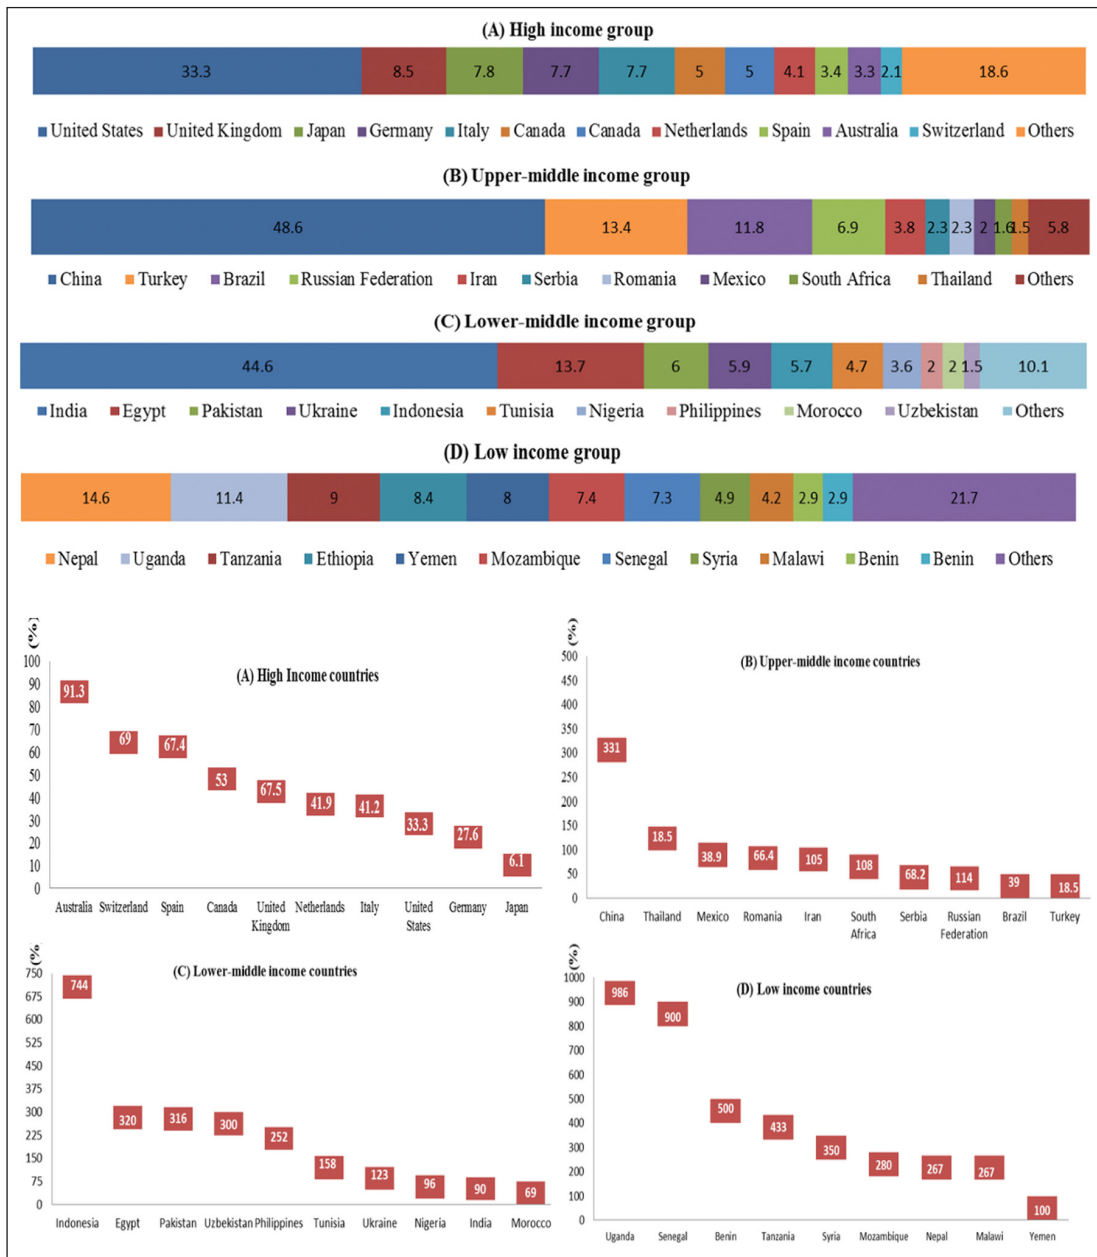 (A) High income group
33.3 8.5 7.8 7.7 7.7 5 5 4.1 3.4 3.3 2.1 18.6
United States United Kingdom Japan Germany Italy Canada Canada Netherlands Spain Australia Switzerland Others
(B) Upper-middle income group
48.6 13.4 11.8 6.9 3.8 2.3 2.3 2 1.6 1.5 5.8
China Turkey Brazil Russian Federation Iran Serbia Romania Mexico South Africa Thailand Others
(C) Lower-middle income group
44.6 13.7 6 5.9 5.7 4.7 3.6 2 2 1.5 10.1
India Egypt Pakistan Ukraine Indonesia Tunisia Nigeria Philippines Morocco Uzbekistan Others
(D) Low income group
14.6 11.4 9 8.4 8 7.4 7.3 4.9 4.2 2.9 2.9 21.7
Nepal Uganda Tanzania Ethiopia Yemen Mozambique Senegal Syria Malawi Benin Benin Others
(%)
(A) High Income countries
100
90
80
70
60
50
40
30
20
10
0
91.3 69 67.4 53 67.5 41.9 41.2 33.3 27.6 6.1
Australia Switzerland Spain Canada United Netherlands Italy United Germany Japan
Kingdom States
(%)
(B) Upper-middle income countries
500
450
400
350
300
250
200
150
100
50
0
331 18.5 38.9 66.4 105 108 68.2 114 39 18.5
China Thailand Mexico Romania Iran South Serbia Russian Brazil Turkey
Africa Federation
(%
(C) Lower-middle income countries
750
675
600
525
450
375
300
225
150
75
0
744 320 316 300 252 158 123 96 90 69
Indonesia Egypt Pakistan Uzbekistan Philippines Tunisia Ukraine Nigeria India Morocco
(%)
(D) Low income countries
1000
900
800
700
600
500
400
300
200
100
0
986 900 500 433 350 280 267 267 100
Uganda Senegal Benin Tanzania Syria Mozambique Nepal Malawi Yemen